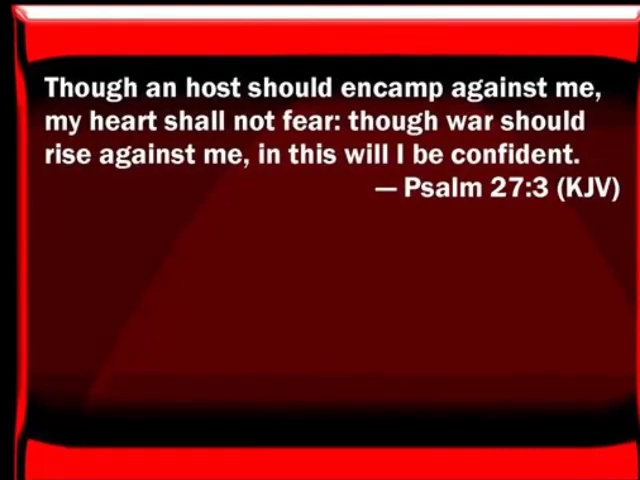 Though an host should encamp against me,
my heart shall not fear: though war should
rise against me, in this will I be confident.
— Psalm 27:3 (KJV)